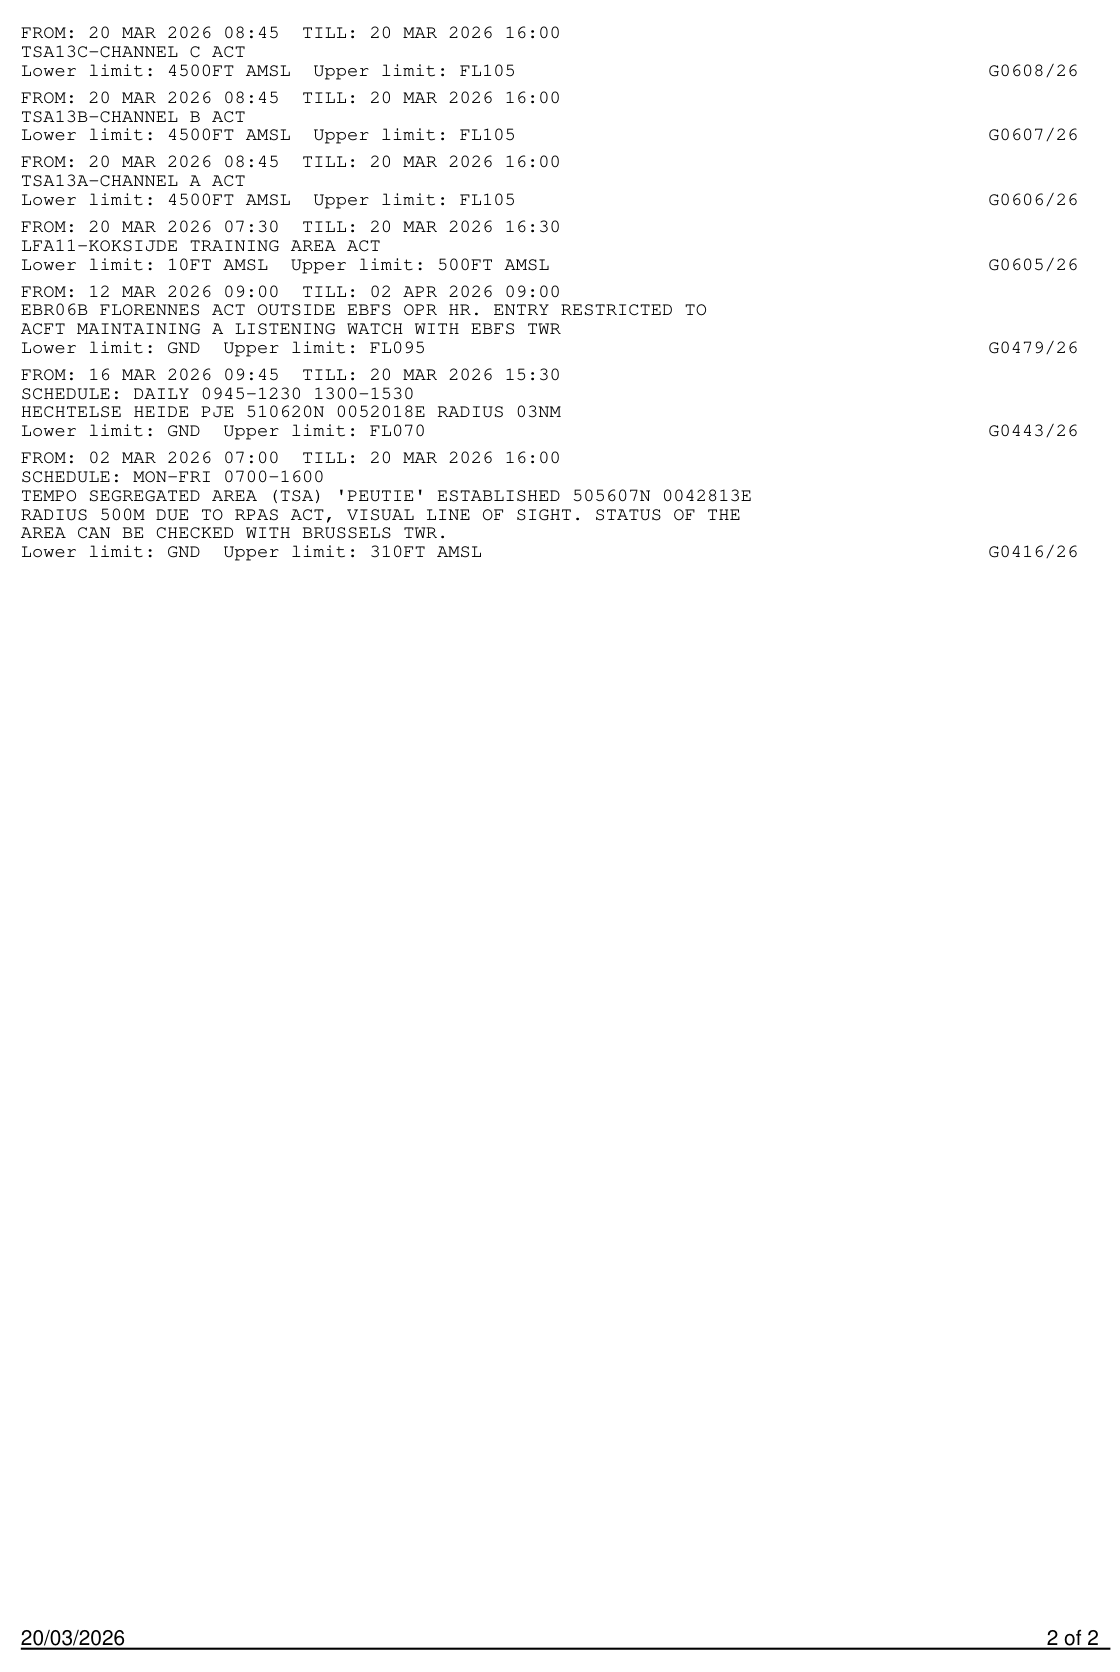 FROM: 20 MAR 2026 08:45  TILL: 20 MAR 2026 16:00
TSA13C-CHANNEL C ACT
Lower limit: 4500FT AMSL  Upper limit: FL105 G0608/26
FROM: 20 MAR 2026 08:45  TILL: 20 MAR 2026 16:00
TSA13B-CHANNEL B ACT
Lower limit: 4500FT AMSL  Upper limit: FL105 G0607/26
FROM: 20 MAR 2026 08:45  TILL: 20 MAR 2026 16:00
TSA13A-CHANNEL A ACT
Lower limit: 4500FT AMSL  Upper limit: FL105 G0606/26
FROM: 20 MAR 2026 07:30  TILL: 20 MAR 2026 16:30
LFA11-KOKSIJDE TRAINING AREA ACT
Lower limit: 10FT AMSL  Upper limit: 500FT AMSL G0605/26
FROM: 12 MAR 2026 09:00  TILL: 02 APR 2026 09:00
EBR06B FLORENNES ACT OUTSIDE EBFS OPR HR. ENTRY RESTRICTED TO
ACFT MAINTAINING A LISTENING WATCH WITH EBFS TWR
Lower limit: GND  Upper limit: FL095 G0479/26
FROM: 16 MAR 2026 09:45  TILL: 20 MAR 2026 15:30
SCHEDULE: DAILY 0945-1230 1300-1530
HECHTELSE HEIDE PJE 510620N 0052018E RADIUS 03NM
Lower limit: GND  Upper limit: FL070 G0443/26
FROM: 02 MAR 2026 07:00  TILL: 20 MAR 2026 16:00
SCHEDULE: MON-FRI 0700-1600
TEMPO SEGREGATED AREA (TSA) 'PEUTIE' ESTABLISHED 505607N 0042813E
RADIUS 500M DUE TO RPAS ACT, VISUAL LINE OF SIGHT. STATUS OF THE
AREA CAN BE CHECKED WITH BRUSSELS TWR.
Lower limit: GND  Upper limit: 310FT AMSL G0416/26
20/03/2026 2 of 2